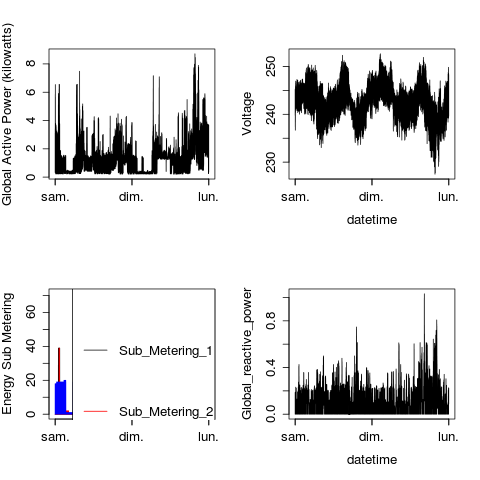 Global Active Power (kilowatts)
0 2 4 6 8
sam. dim. lun.
Voltage
230 240 250
sam. dim. lun.
datetime
Energy Sub Metering
0 20 40 60
Sub_Metering_1
Sub_Metering_2
sam. dim. lun.
Global_reactive_power
0.0 0.4 0.8
sam. dim. lun.
datetime